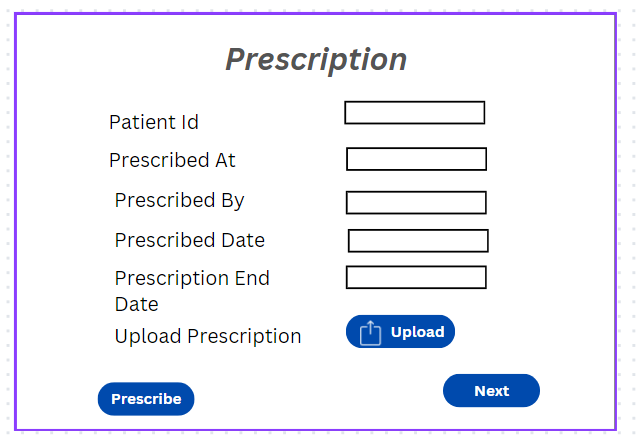 Prescription
Patient Id
Prescribed At
Prescribed By
Prescribed Date
Prescription End
Date
Upload Prescription
Upload
Prescribe
Next